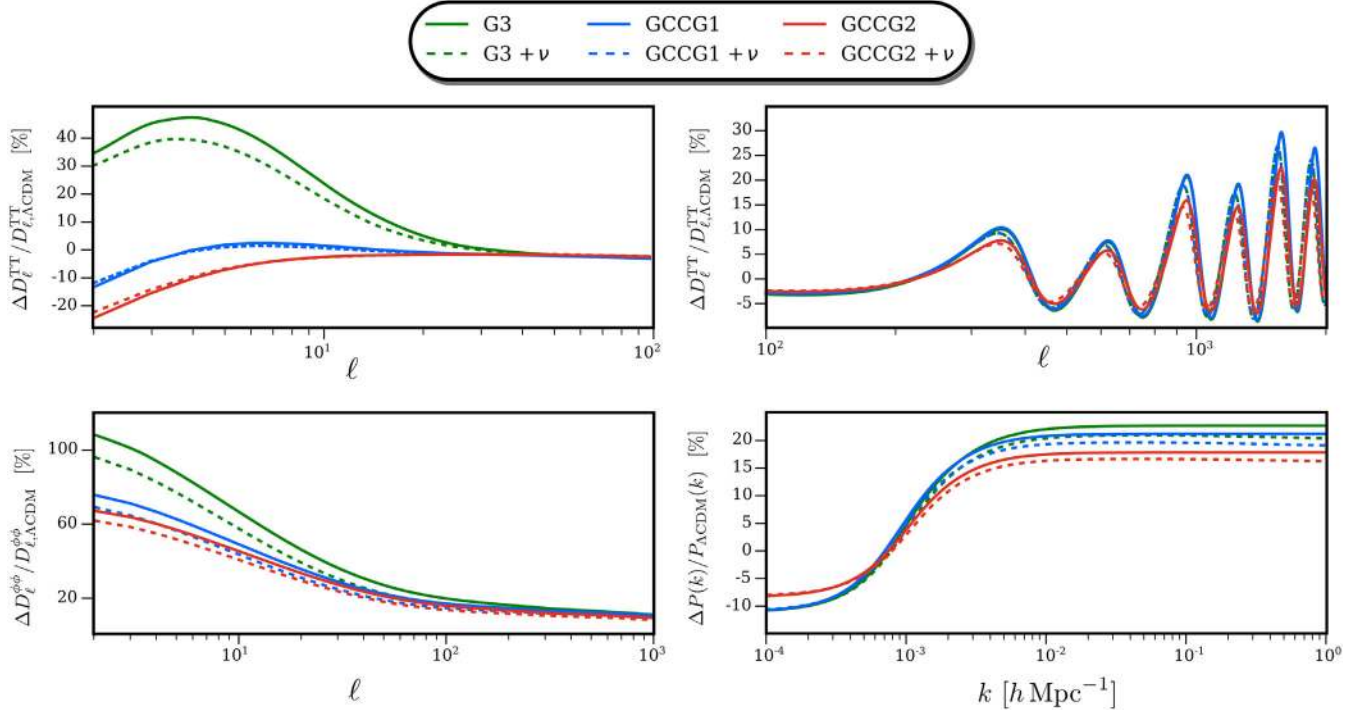 G3 GCCG1 GCCG2
G3 + ν GCCG1 + ν GCCG2 + ν
ΔD_ℓ^TT / D_ℓ,ΛCDM^TT [%]
40
30
20
10
0
-10
-20
10^1 10^2
ℓ
ΔD_ℓ^TT / D_ℓ,ΛCDM^TT [%]
30
25
20
15
10
5
0
-5
10^2 10^3
ℓ
ΔD_ℓ^ϕϕ / D_ℓ,ΛCDM^ϕϕ [%]
100
60
20
10^1 10^2 10^3
ℓ
ΔP(k)/P_ΛCDM(k) [%]
20
15
10
5
0
-5
-10
10^-4 10^-3 10^-2 10^-1 10^0
k [h Mpc^-1]